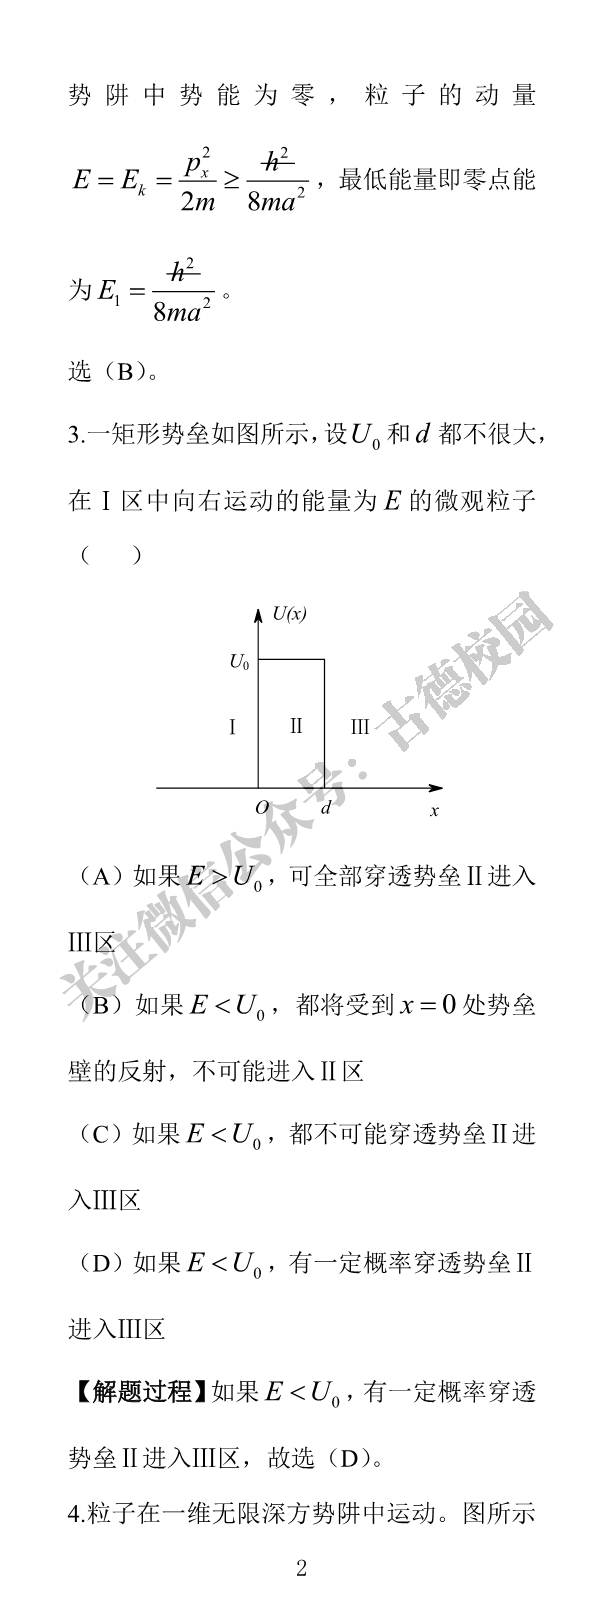 势阱中势能为零，粒子的动量
E = E_k = p_x^2 / 2m ≥ ħ^2 / 8ma^2，最低能量即零点能
为 E_1 = ħ^2 / 8ma^2。
选（B）。
3.一矩形势垒如图所示，设U_0和d 都不很大，
在Ⅰ区中向右运动的能量为 E 的微观粒子
（ ）
U(x)
U_0
Ⅰ Ⅱ Ⅲ
O d x
（A）如果 E > U_0，可全部穿透势垒Ⅱ进入
Ⅲ区
（B）如果 E < U_0，都将受到 x = 0 处势垒
壁的反射，不可能进入Ⅱ区
（C）如果 E < U_0，都不可能穿透势垒Ⅱ进
入Ⅲ区
（D）如果 E < U_0，有一定概率穿透势垒Ⅱ
进入Ⅲ区
【解题过程】如果 E < U_0，有一定概率穿透
势垒Ⅱ进入Ⅲ区，故选（D）。
4.粒子在一维无限深方势阱中运动。图所示
2
关注微信公众号：古德校园